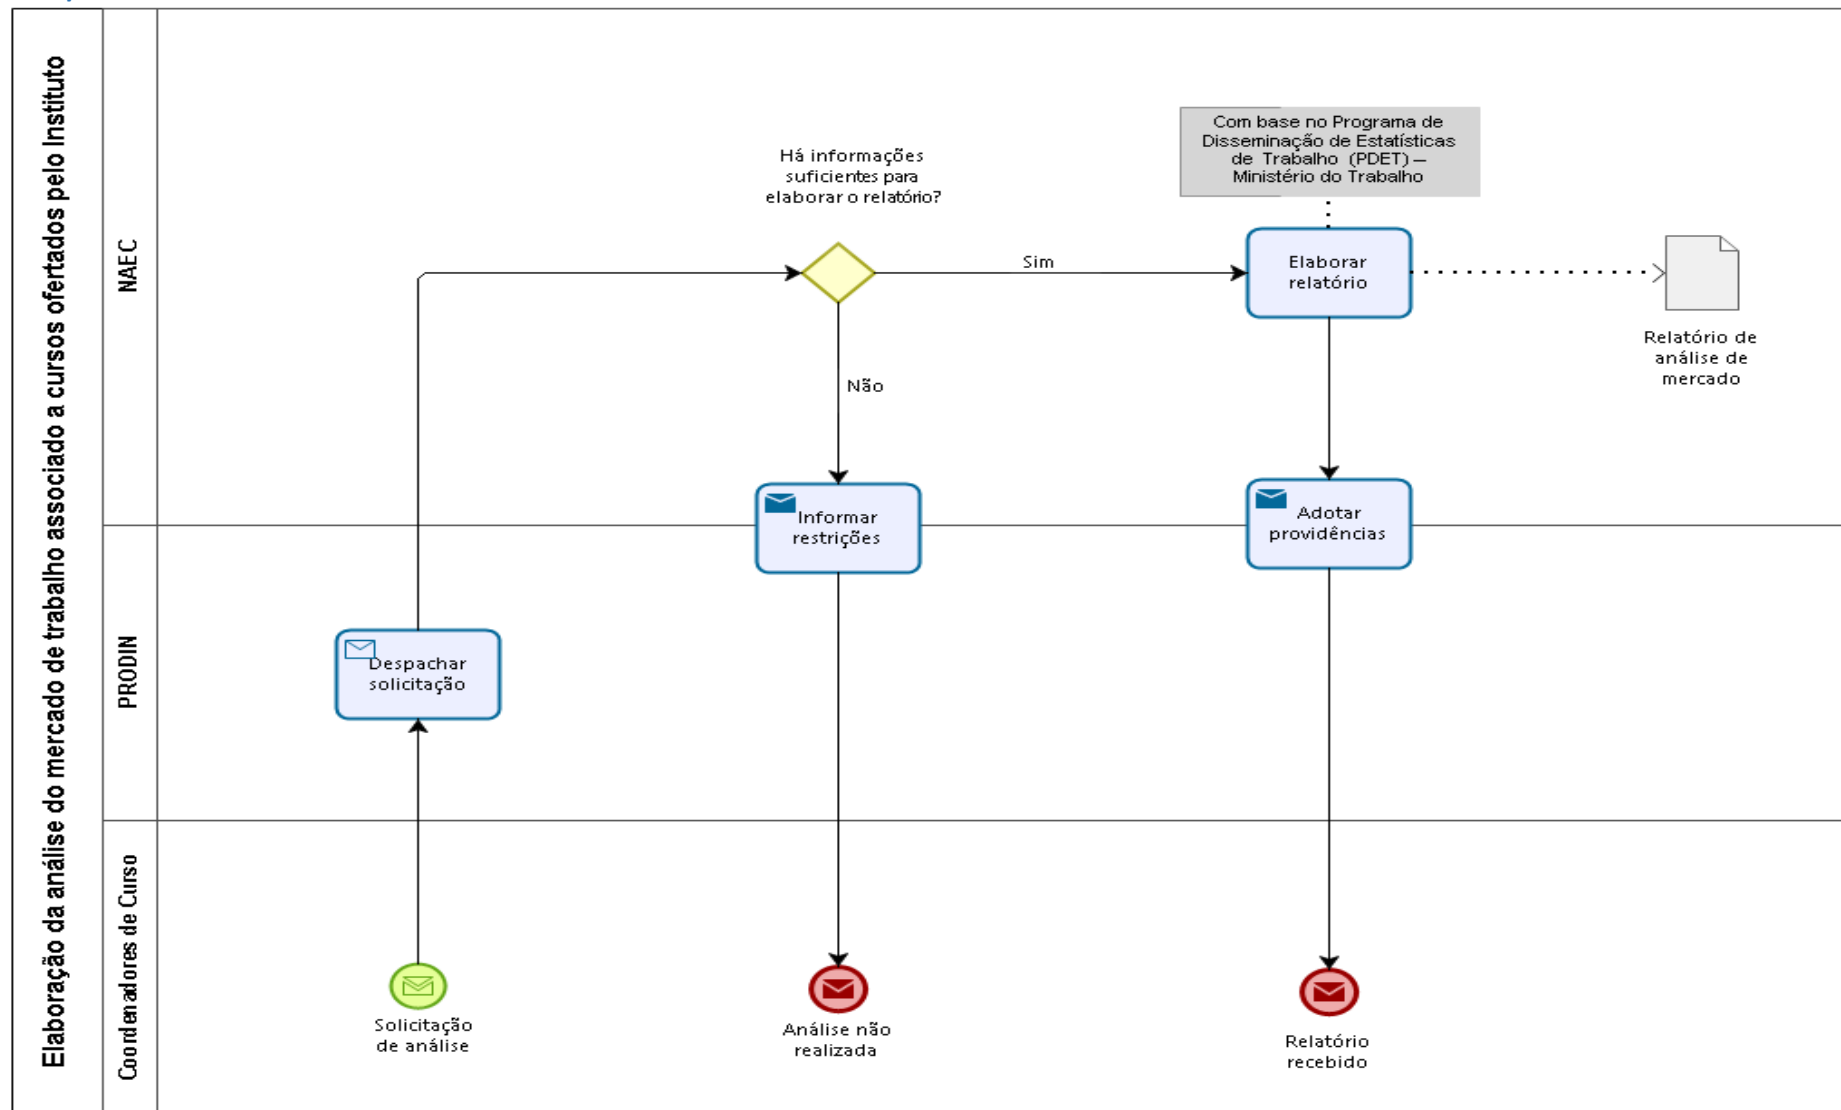 Elaboração da análise do mercado de trabalho associado a cursos ofertados pelo Instituto
NAEC
Há informações
suficientes para
elaborar o relatório?
Com base no Programa de
Disseminação de Estatísticas
de Trabalho (PDET) –
Ministério do Trabalho
Sim
Elaborar
relatório
Relatório de
análise de
mercado
Não
Informar
restrições
Adotar
providências
PRODIN
Despachar
solicitação
Coordenadores de Curso
Solicitação
de análise
Análise não
realizada
Relatório
recebido